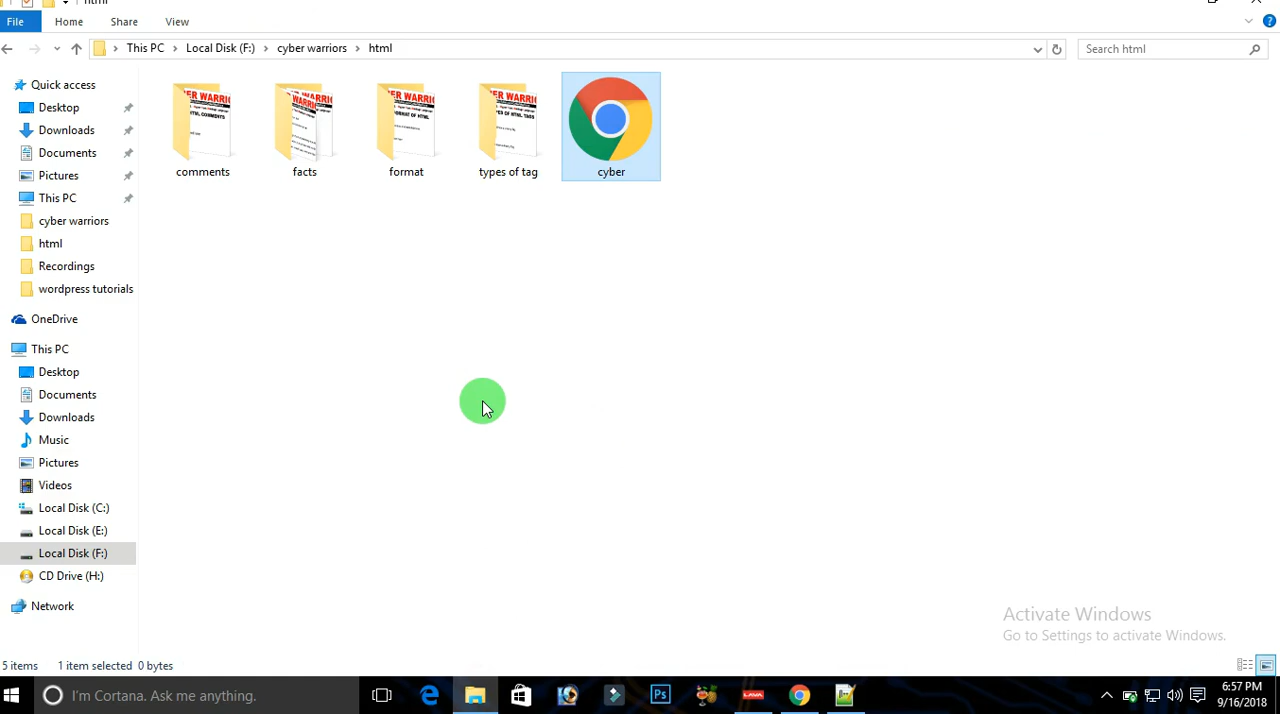 html
File Home Share View
This PC Local Disk (F:) cyber warriors html
Search html
Quick access
Desktop
Downloads
Documents
Pictures
This PC
cyber warriors
html
Recordings
wordpress tutorials
OneDrive
This PC
Desktop
Documents
Downloads
Music
Pictures
Videos
Local Disk (C:)
Local Disk (E:)
Local Disk (F:)
CD Drive (H:)
Network
comments facts format types of tag cyber
Activate Windows
Go to Settings to activate Windows.
5 items 1 item selected 0 bytes
I'm Cortana. Ask me anything.
Ps
LAVA
6:57 PM
9/16/2018